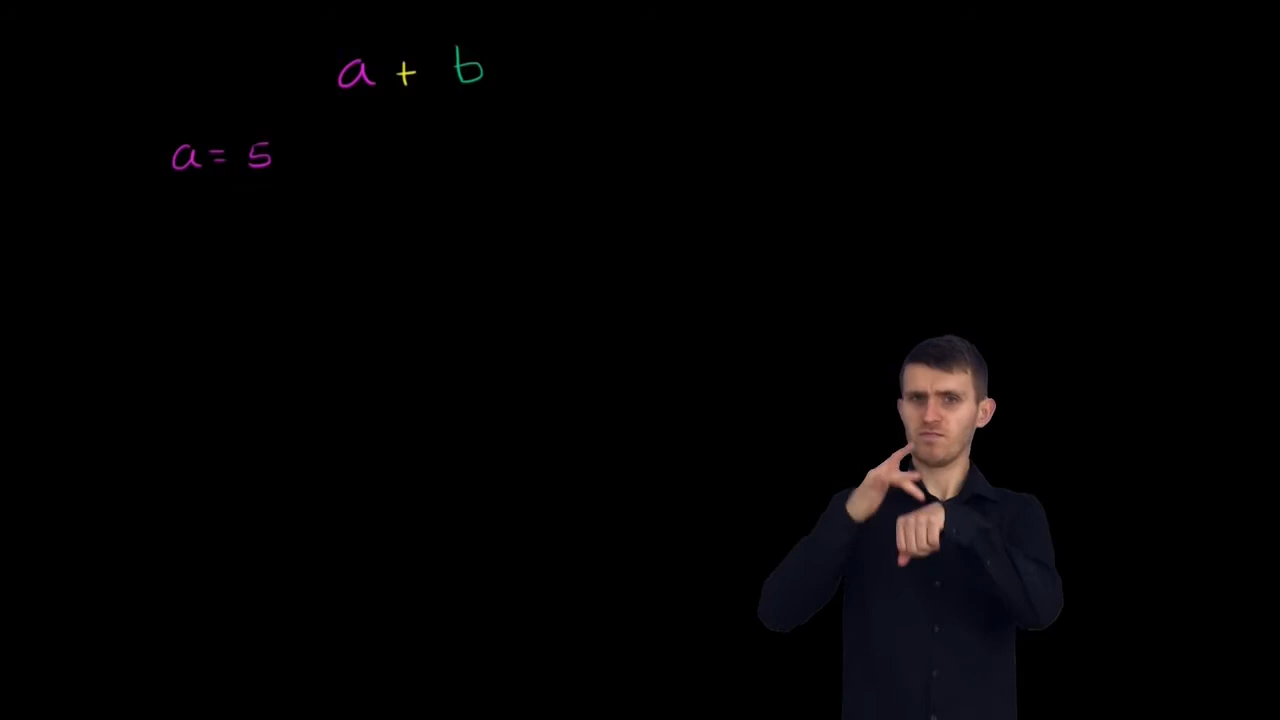 a + b
a = 5